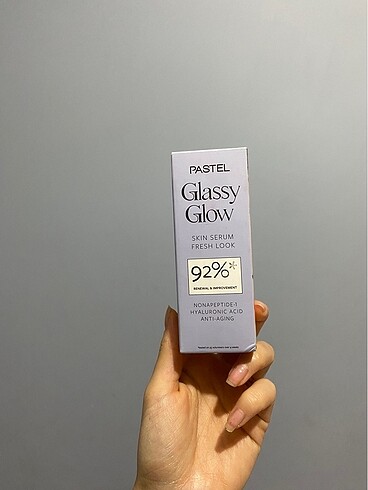 PASTEL
Glassy
Glow
SKIN SERUM
FRESH LOOK
92%*
RENEWAL & IMPROVEMENT
NONAPEPTIDE-1
HYALURONIC ACID
ANTI-AGING